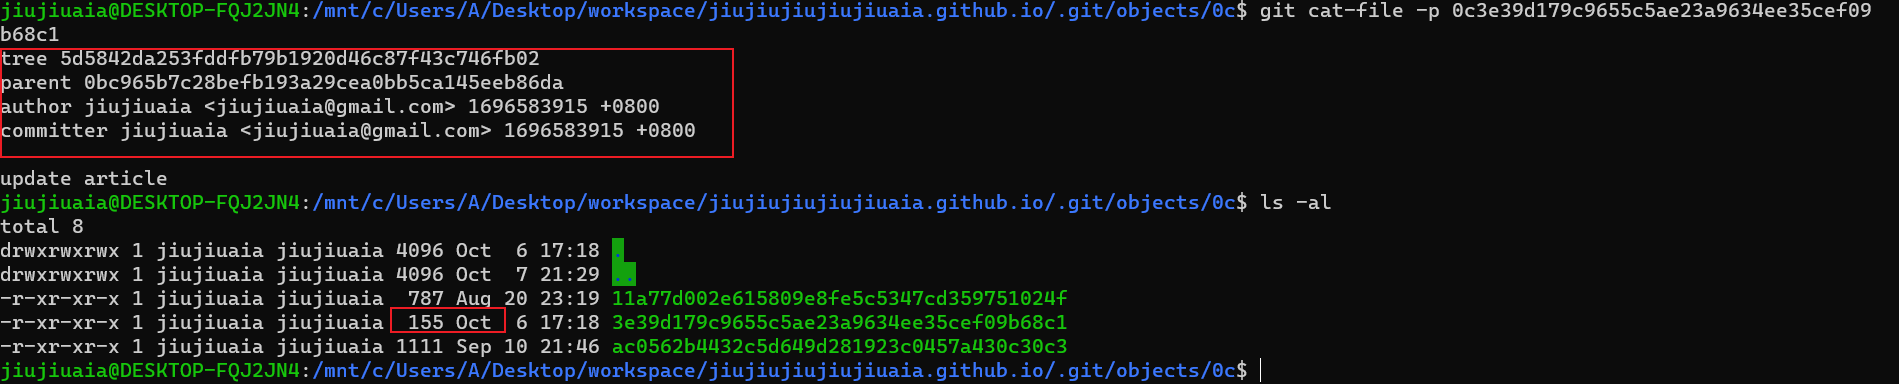 jiujiuaia@DESKTOP-FQJ2JN4:/mnt/c/Users/A/Desktop/workspace/jiujiujiujiujiujiuaia.github.io/.git/objects/0c$ git cat-file -p 0c3e39d179c9655c5ae23a9634ee35cef09
b68c1
tree 5d5842da253fddfb79b1920d46c87f43c746fb02
parent 0bc965b7c28befb193a29cea0bb5ca145eeb86da
author jiujiuaia <jiujiuaia@gmail.com> 1696583915 +0800
committer jiujiuaia <jiujiuaia@gmail.com> 1696583915 +0800
update article
jiujiuaia@DESKTOP-FQJ2JN4:/mnt/c/Users/A/Desktop/workspace/jiujiujiujiujiujiuaia.github.io/.git/objects/0c$ ls -al
total 8
drwxrwxrwx 1 jiujiuaia jiujiuaia 4096 Oct  6 17:18 .
drwxrwxrwx 1 jiujiuaia jiujiuaia 4096 Oct  7 21:29 ..
-r-xr-xr-x 1 jiujiuaia jiujiuaia  787 Aug 20 23:19 11a77d002e615809e8fe5c5347cd359751024f
-r-xr-xr-x 1 jiujiuaia jiujiuaia  155 Oct  6 17:18 3e39d179c9655c5ae23a9634ee35cef09b68c1
-r-xr-xr-x 1 jiujiuaia jiujiuaia 1111 Sep 10 21:46 ac0562b4432c5d649d281923c0457a430c30c3
jiujiuaia@DESKTOP-FQJ2JN4:/mnt/c/Users/A/Desktop/workspace/jiujiujiujiujiujiuaia.github.io/.git/objects/0c$